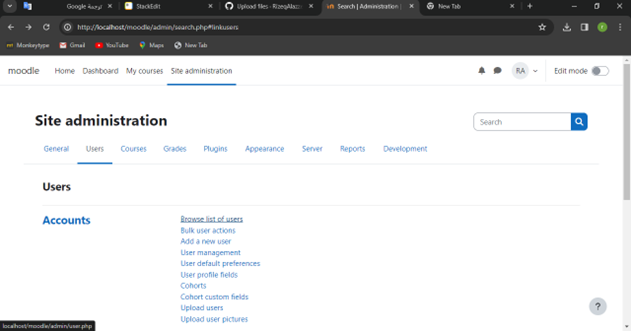 Google ترجمة
StackEdit
Upload files · RizeqAlaz
Search | Administration |
New Tab
http://localhost/moodle/admin/search.php#linkusers
Monkeytype Gmail YouTube Maps New Tab
moodle Home Dashboard My courses Site administration RA Edit mode
Site administration
Search
General Users Courses Grades Plugins Appearance Server Reports Development
Users
Accounts
Browse list of users
Bulk user actions
Add a new user
User management
User default preferences
User profile fields
Cohorts
Cohort custom fields
Upload users
Upload user pictures
?
localhost/moodle/admin/user.php